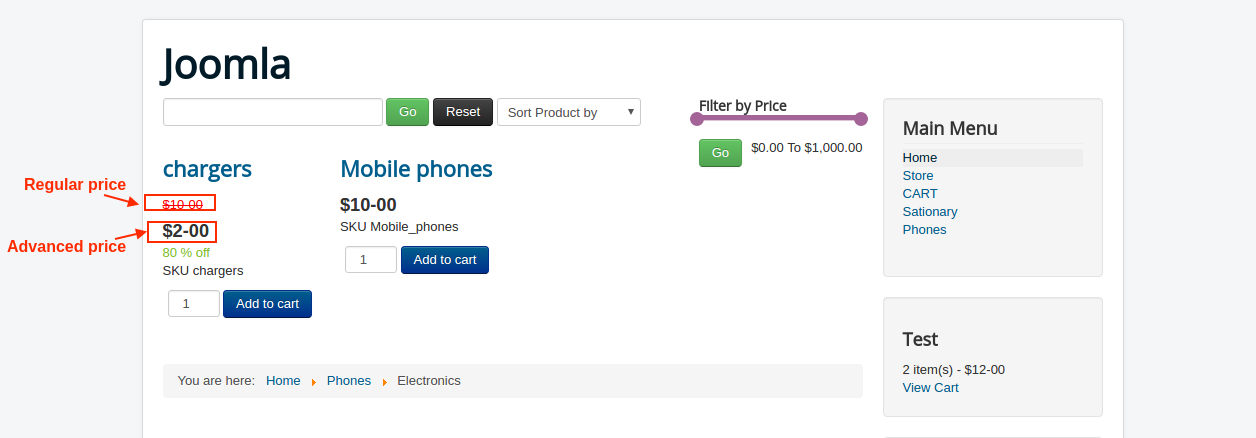 Joomla
Go
Reset
Sort Product by
Filter by Price
Go
$0.00 To $1,000.00
chargers
Regular price
$10-00
Advanced price
$2-00
80 % off
SKU chargers
1
Add to cart
Mobile phones
$10-00
SKU Mobile_phones
1
Add to cart
You are here: Home Phones Electronics
Main Menu
Home
Store
CART
Sationary
Phones
Test
2 item(s) - $12-00
View Cart